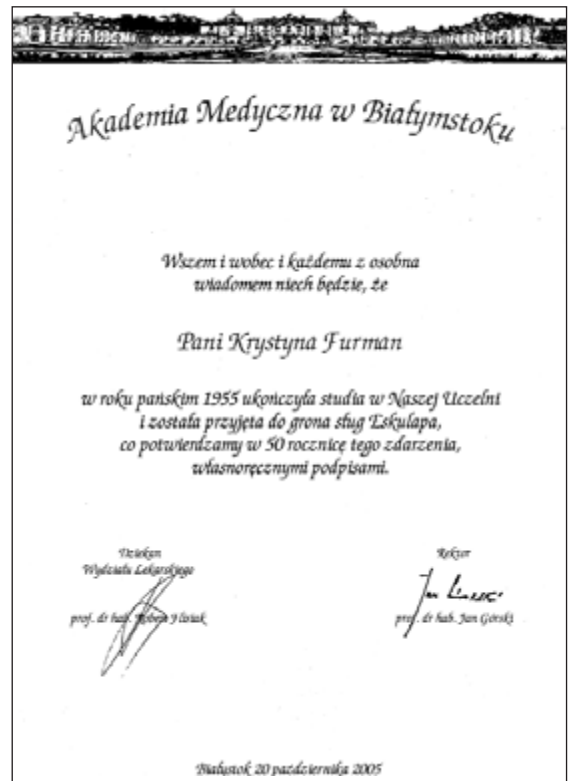 Akademia Medyczna w Białymstoku
Wszem i wobec i każdemu z osobna
wiadomem niech będzie, że
Pani Krystyna Furman
w roku pańskim 1955 ukończyła studia w Naszej Uczelni
i została przyjęta do grona sług Eskulapa,
co potwierdzamy w 50 rocznicę tego zdarzenia,
własnoręcznymi podpisami.
Dziekan
Wydziału Lekarskiego
prof. dr hab. Robert Flisiak
Rektor
prof. dr hab. Jan Górski
Białystok 20 października 2005